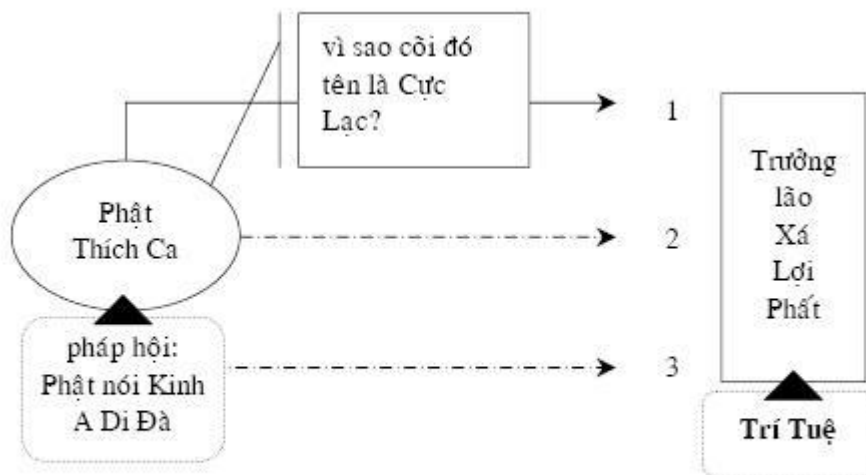 vì sao cõi đó
tên là Cực
Lạc?
1
Phật
Thích Ca
2
pháp hội:
Phật nói Kinh
A Di Đà
3
Trưởng
lão
Xá
Lợi
Phất
Trí Tuệ